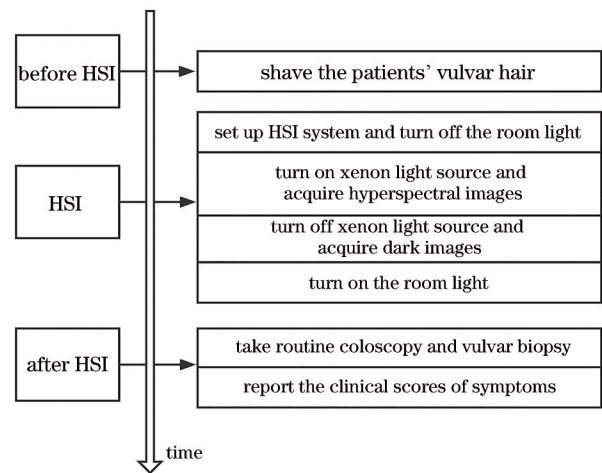 before HSI
shave the patients' vulvar hair
HSI
set up HSI system and turn off the room light
turn on xenon light source and
acquire hyperspectral images
turn off xenon light source and
acquire dark images
turn on the room light
after HSI
take routine coloscopy and vulvar biopsy
report the clinical scores of symptoms
time